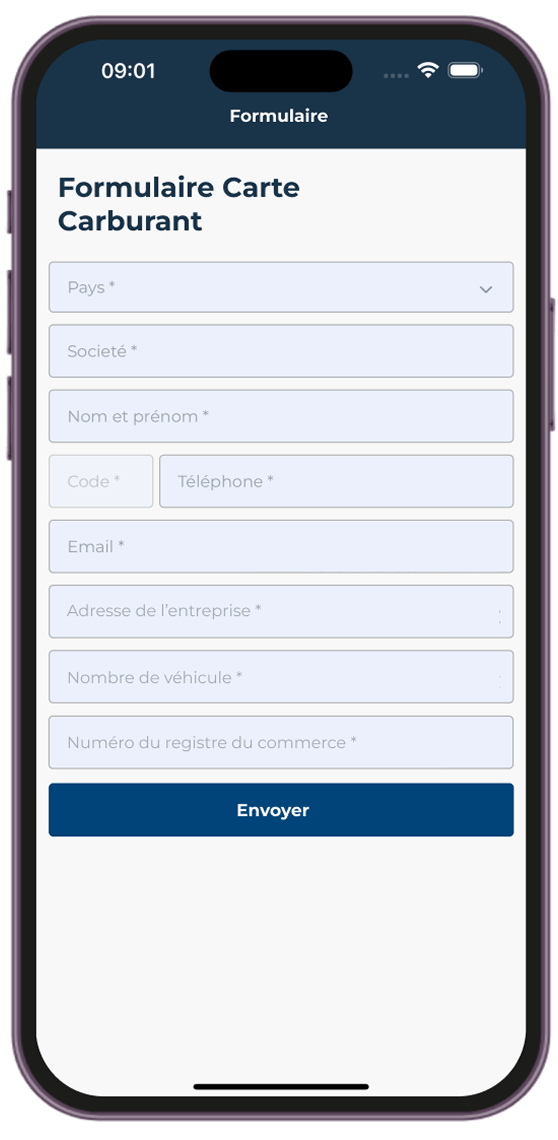 09:01
Formulaire
Formulaire Carte
Carburant
Pays *
Societé *
Nom et prénom *
Code * Téléphone *
Email *
Adresse de l'entreprise *
Nombre de véhicule *
Numéro du registre du commerce *
Envoyer